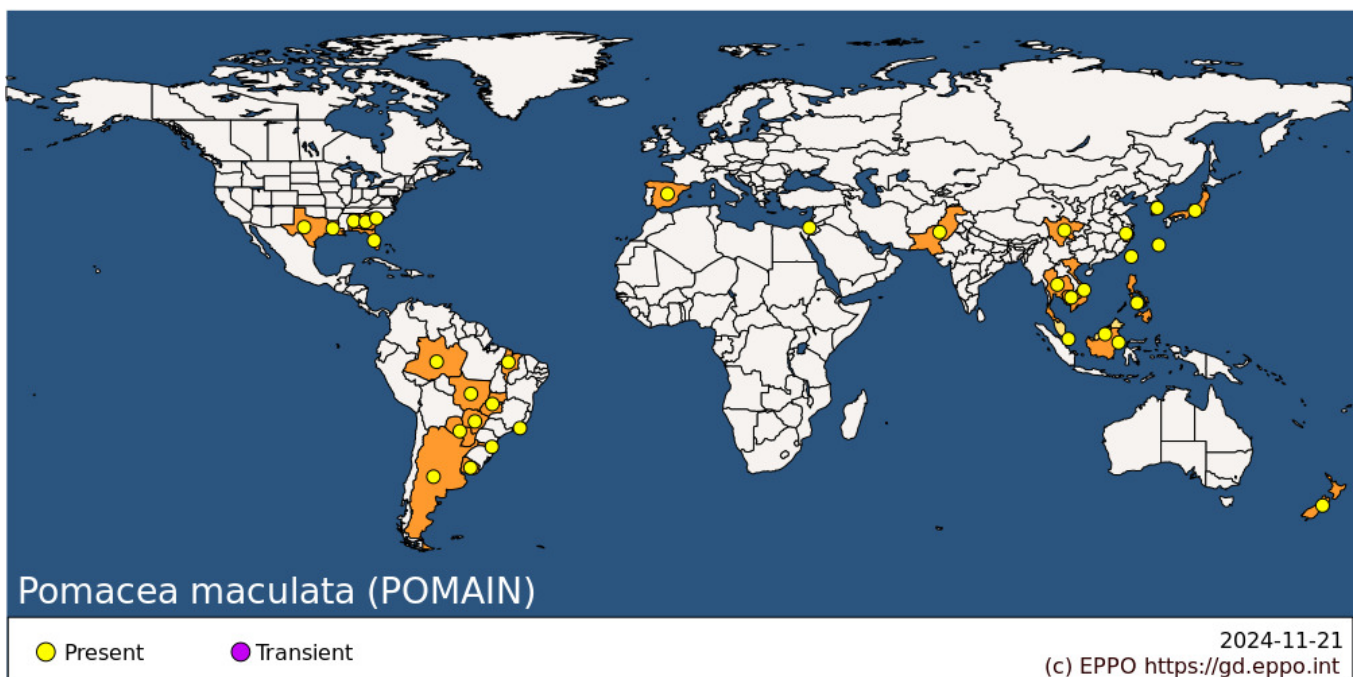 Pomacea maculata (POMAIN)
Present
Transient
2024-11-21
(c) EPPO https://gd.eppo.int